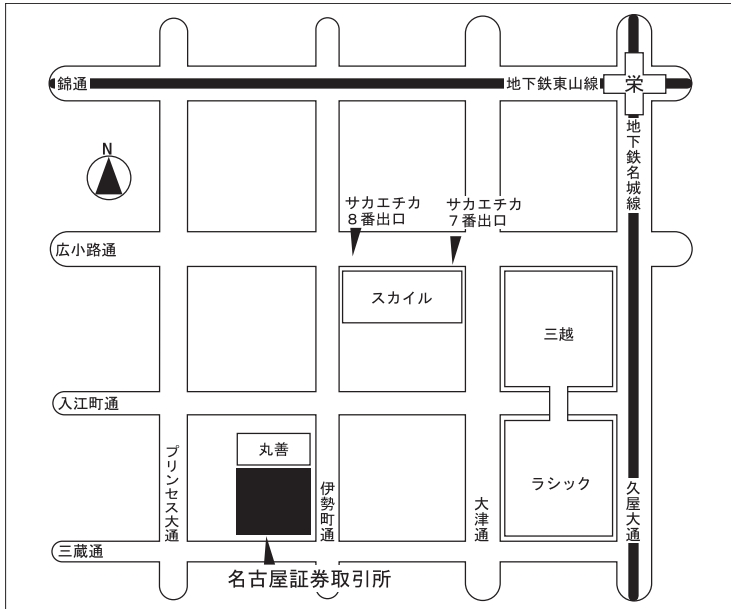 錦通
地下鉄東山線
栄
地下鉄名城線
N
サカエチカ
8番出口
サカエチカ
7番出口
広小路通
スカイル
三越
入江町通
丸善
プリンセス大通
伊勢町通
大津通
ラシック
久屋大通
三蔵通
名古屋証券取引所